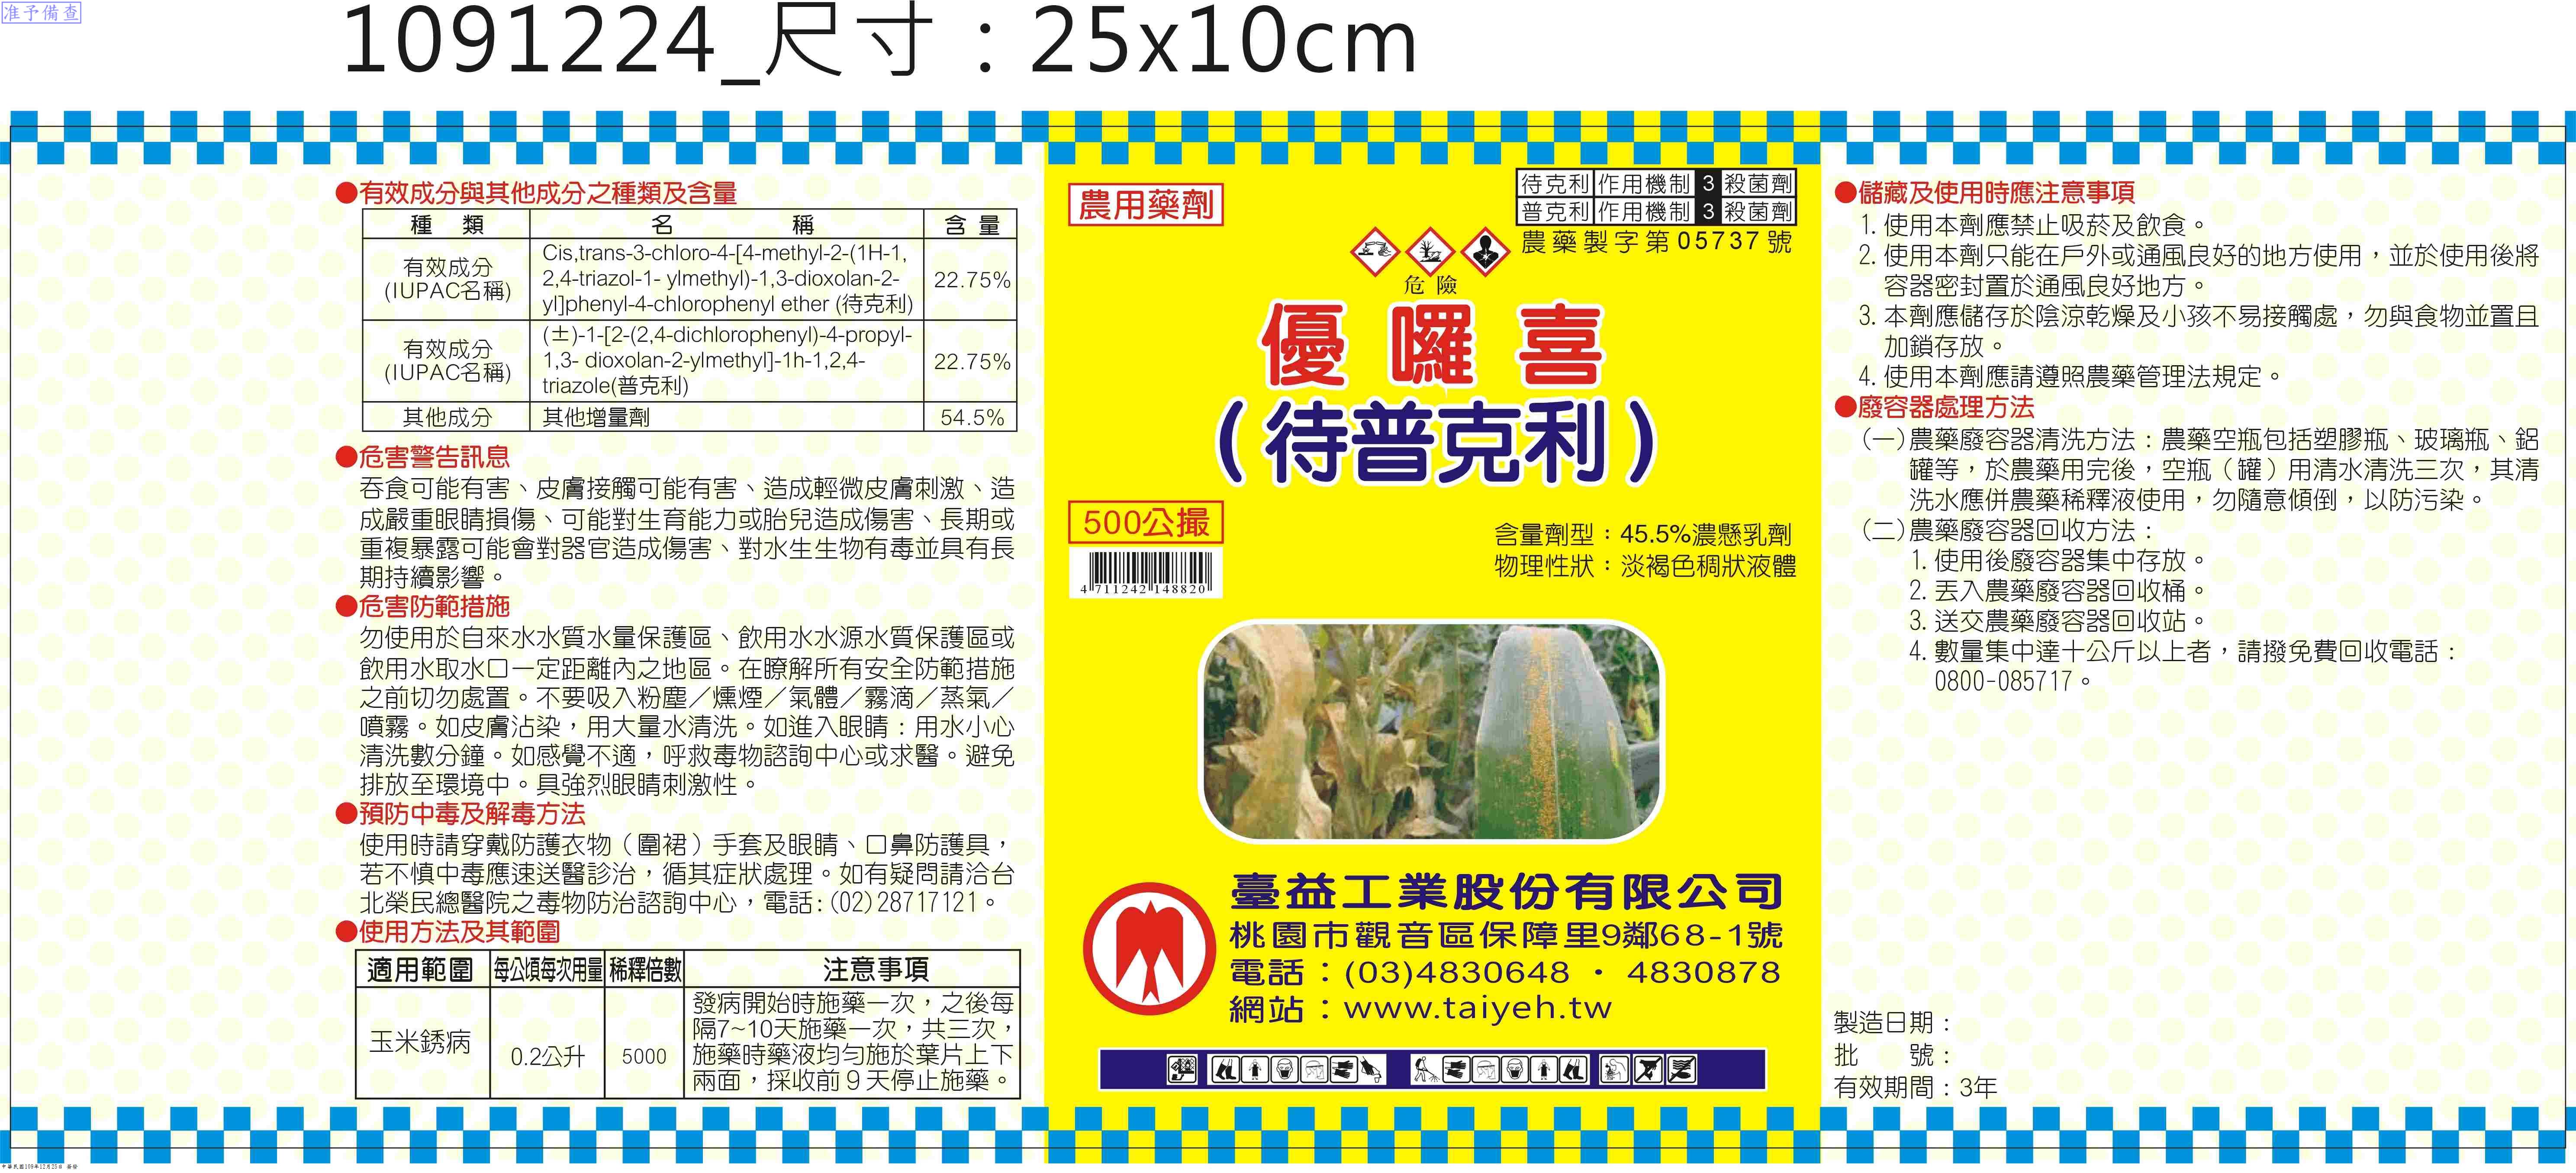 准予備查
1091224_尺寸：25x10cm
●有效成分與其他成分之種類及含量
種　類　名　稱　含 量
有效成分
(IUPAC名稱)
Cis,trans-3-chloro-4-[4-methyl-2-(1H-1,
2,4-triazol-1- ylmethyl)-1,3-dioxolan-2-
yl]phenyl-4-chlorophenyl ether (待克利)
22.75%
有效成分
(IUPAC名稱)
(±)-1-[2-(2,4-dichlorophenyl)-4-propyl-
1,3- dioxolan-2-ylmethyl]-1h-1,2,4-
triazole(普克利)
22.75%
其他成分　其他增量劑　54.5%
●危害警告訊息
吞食可能有害、皮膚接觸可能有害、造成輕微皮膚刺激、造
成嚴重眼睛損傷、可能對生育能力或胎兒造成傷害、長期或
重複暴露可能會對器官造成傷害、對水生生物有毒並具有長
期持續影響。
●危害防範措施
勿使用於自來水水質水量保護區、飲用水水源水質保護區或
飲用水取水口一定距離內之地區。在瞭解所有安全防範措施
之前切勿處置。不要吸入粉塵／燻煙／氣體／霧滴／蒸氣／
噴霧。如皮膚沾染，用大量水清洗。如進入眼睛：用水小心
清洗數分鐘。如感覺不適，呼救毒物諮詢中心或求醫。避免
排放至環境中。具強烈眼睛刺激性。
●預防中毒及解毒方法
使用時請穿戴防護衣物（圍裙）手套及眼睛、口鼻防護具，
若不慎中毒應速送醫診治，循其症狀處理。如有疑問請洽台
北榮民總醫院之毒物防治諮詢中心，電話:(02)28717121。
●使用方法及其範圍
適用範圍　每公頃每次用量　稀釋倍數　注意事項
玉米銹病　0.2公升　5000
發病開始時施藥一次，之後每
隔7~10天施藥一次，共三次，
施藥時藥液均勻施於葉片上下
兩面，採收前９天停止施藥。
農用藥劑
待克利 作用機制 3 殺菌劑
普克利 作用機制 3 殺菌劑
農藥製字第05737號
危險
優囉喜
（待普克利）
500公撮
4 711242 148820
含量劑型：45.5%濃懸乳劑
物理性狀：淡褐色稠狀液體
臺益工業股份有限公司
桃園市觀音區保障里9鄰68-1號
電話：(03)4830648 ‧ 4830878
網站：www.taiyeh.tw
●儲藏及使用時應注意事項
1. 使用本劑應禁止吸菸及飲食。
2. 使用本劑只能在戶外或通風良好的地方使用，並於使用後將
容器密封置於通風良好地方。
3. 本劑應儲存於陰涼乾燥及小孩不易接觸處，勿與食物並置且
加鎖存放。
4. 使用本劑應請遵照農藥管理法規定。
●廢容器處理方法
(一)農藥廢容器清洗方法：農藥空瓶包括塑膠瓶、玻璃瓶、鋁
罐等，於農藥用完後，空瓶（罐）用清水清洗三次，其清
洗水應併農藥稀釋液使用，勿隨意傾倒，以防污染。
(二)農藥廢容器回收方法：
1. 使用後廢容器集中存放。
2. 丟入農藥廢容器回收桶。
3. 送交農藥廢容器回收站。
4. 數量集中達十公斤以上者，請撥免費回收電話：
0800-085717。
製造日期：
批　　號：
有效期間：3年